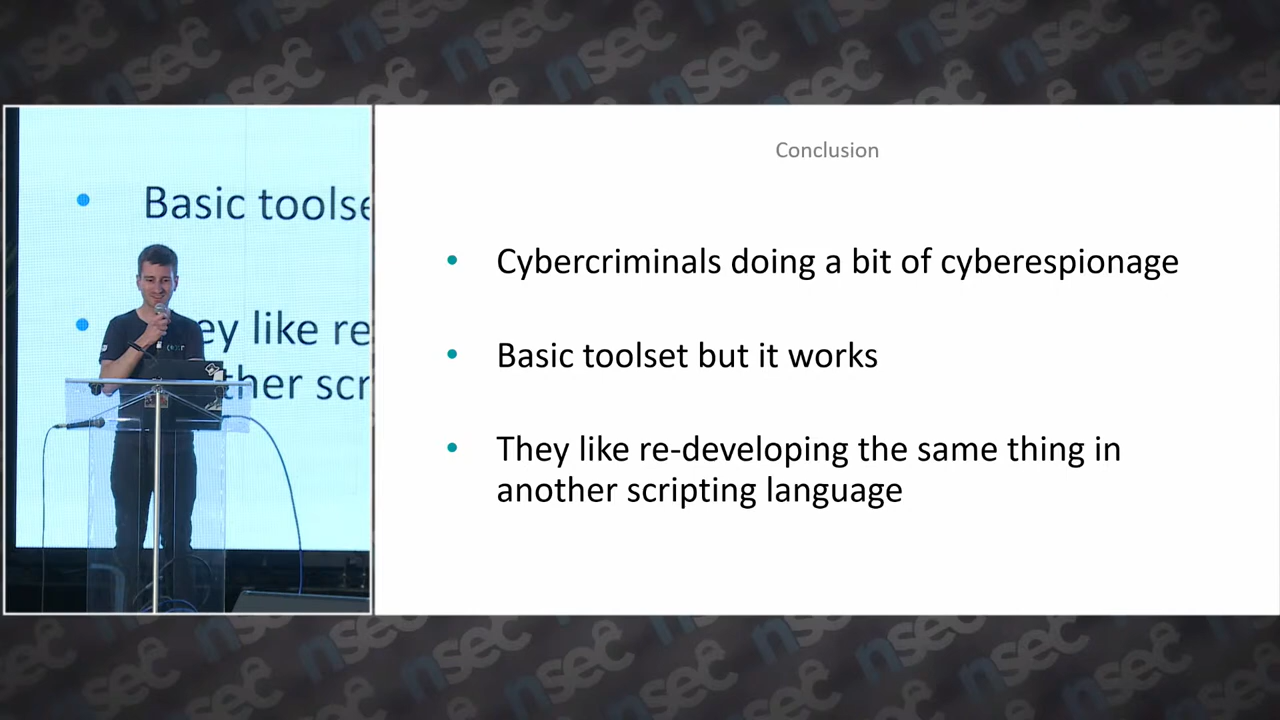 nsec
Basic toolse
ey like re
ther scr
Conclusion
• Cybercriminals doing a bit of cyberespionage
• Basic toolset but it works
• They like re-developing the same thing in
another scripting language